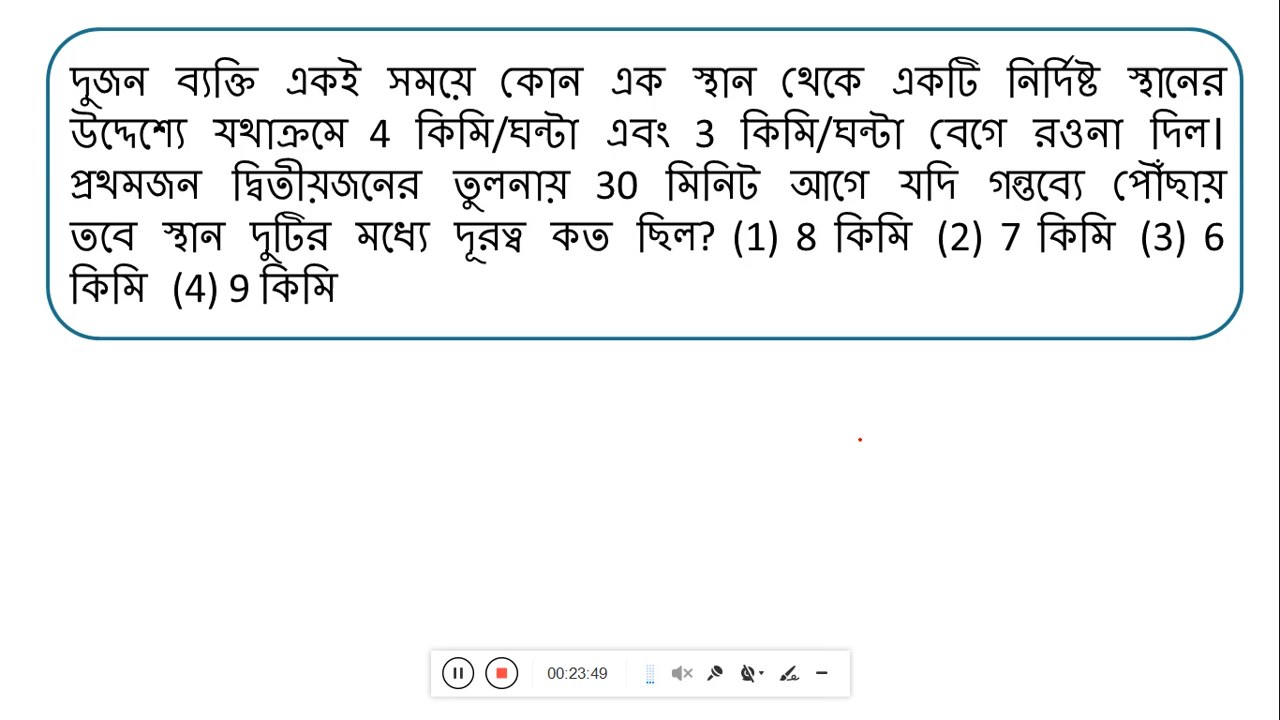 দুজন ব্যক্তি একই সময়ে কোন এক স্থান থেকে একটি নির্দিষ্ট স্থানের
উদ্দেশ্যে যথাক্রমে 4 কিমি/ঘন্টা এবং 3 কিমি/ঘন্টা বেগে রওনা দিল।
প্রথমজন দ্বিতীয়জনের তুলনায় 30 মিনিট আগে যদি গন্তব্যে পৌঁছায়
তবে স্থান দুটির মধ্যে দূরত্ব কত ছিল? (1) 8 কিমি (2) 7 কিমি (3) 6
কিমি (4) 9 কিমি
00:23:49